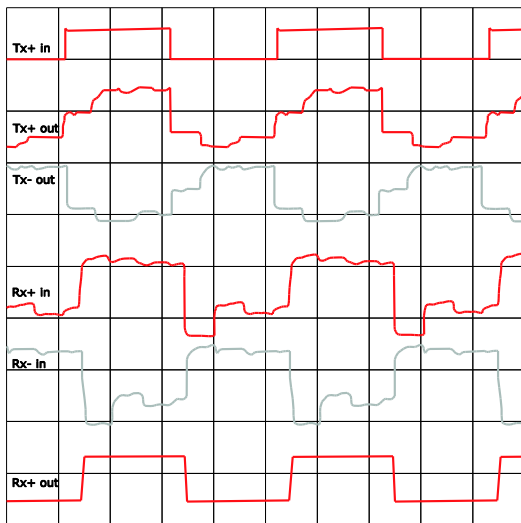 Tx+ in
Tx+ out
Tx- out
Rx+ in
Rx- in
Rx+ out